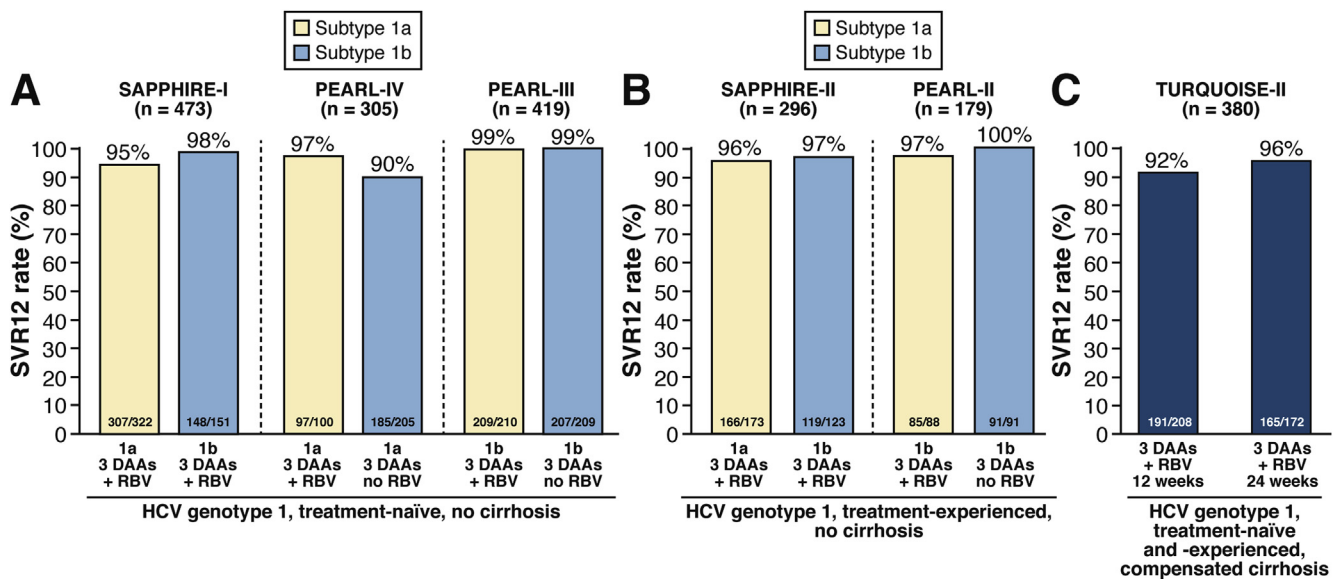 Subtype 1a
Subtype 1b
A
SAPPHIRE-I
(n = 473)
PEARL-IV
(n = 305)
PEARL-III
(n = 419)
SVR12 rate (%)
100
90
80
70
60
50
40
30
20
10
0
95%
98%
97%
90%
99%
99%
307/322
148/151
97/100
185/205
209/210
207/209
1a
3 DAAs
+ RBV
1b
3 DAAs
+ RBV
1a
3 DAAs
+ RBV
1a
3 DAAs
no RBV
1b
3 DAAs
+ RBV
1b
3 DAAs
no RBV
HCV genotype 1, treatment-naïve, no cirrhosis
Subtype 1a
Subtype 1b
B
SAPPHIRE-II
(n = 296)
PEARL-II
(n = 179)
SVR12 rate (%)
100
90
80
70
60
50
40
30
20
10
0
96%
97%
97%
100%
166/173
119/123
85/88
91/91
1a
3 DAAs
+ RBV
1b
3 DAAs
+ RBV
1b
3 DAAs
+ RBV
1b
3 DAAs
no RBV
HCV genotype 1, treatment-experienced,
no cirrhosis
C
TURQUOISE-II
(n = 380)
SVR12 rate (%)
100
90
80
70
60
50
40
30
20
10
0
92%
96%
191/208
165/172
3 DAAs
+ RBV
12 weeks
3 DAAs
+ RBV
24 weeks
HCV genotype 1,
treatment-naïve
and -experienced,
compensated cirrhosis